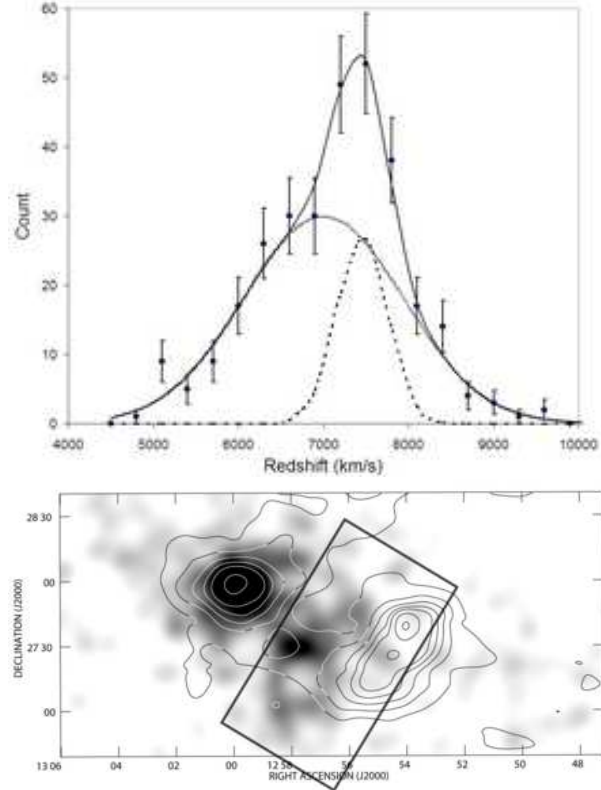 60
50
40
30
20
10
0
Count
4000 5000 6000 7000 8000 9000 10000
Redshift (km/s)
28 30
00
27 30
00
DECLINATION (J2000)
13 06 04 02 00 12 58 56 54 52 50 48
RIGHT ASCENSION (J2000)